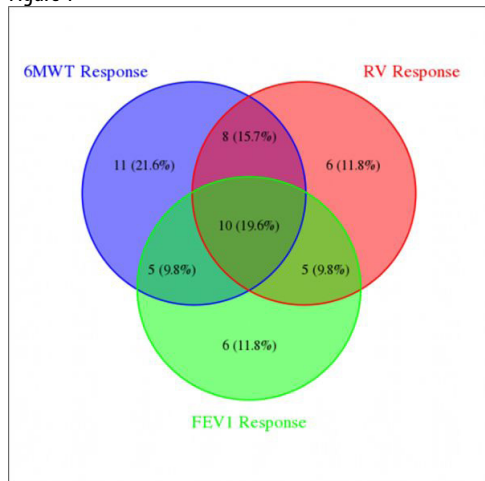 6MWT Response
RV Response
8 (15.7%)
11 (21.6%)
6 (11.8%)
10 (19.6%)
5 (9.8%)
5 (9.8%)
6 (11.8%)
FEV1 Response